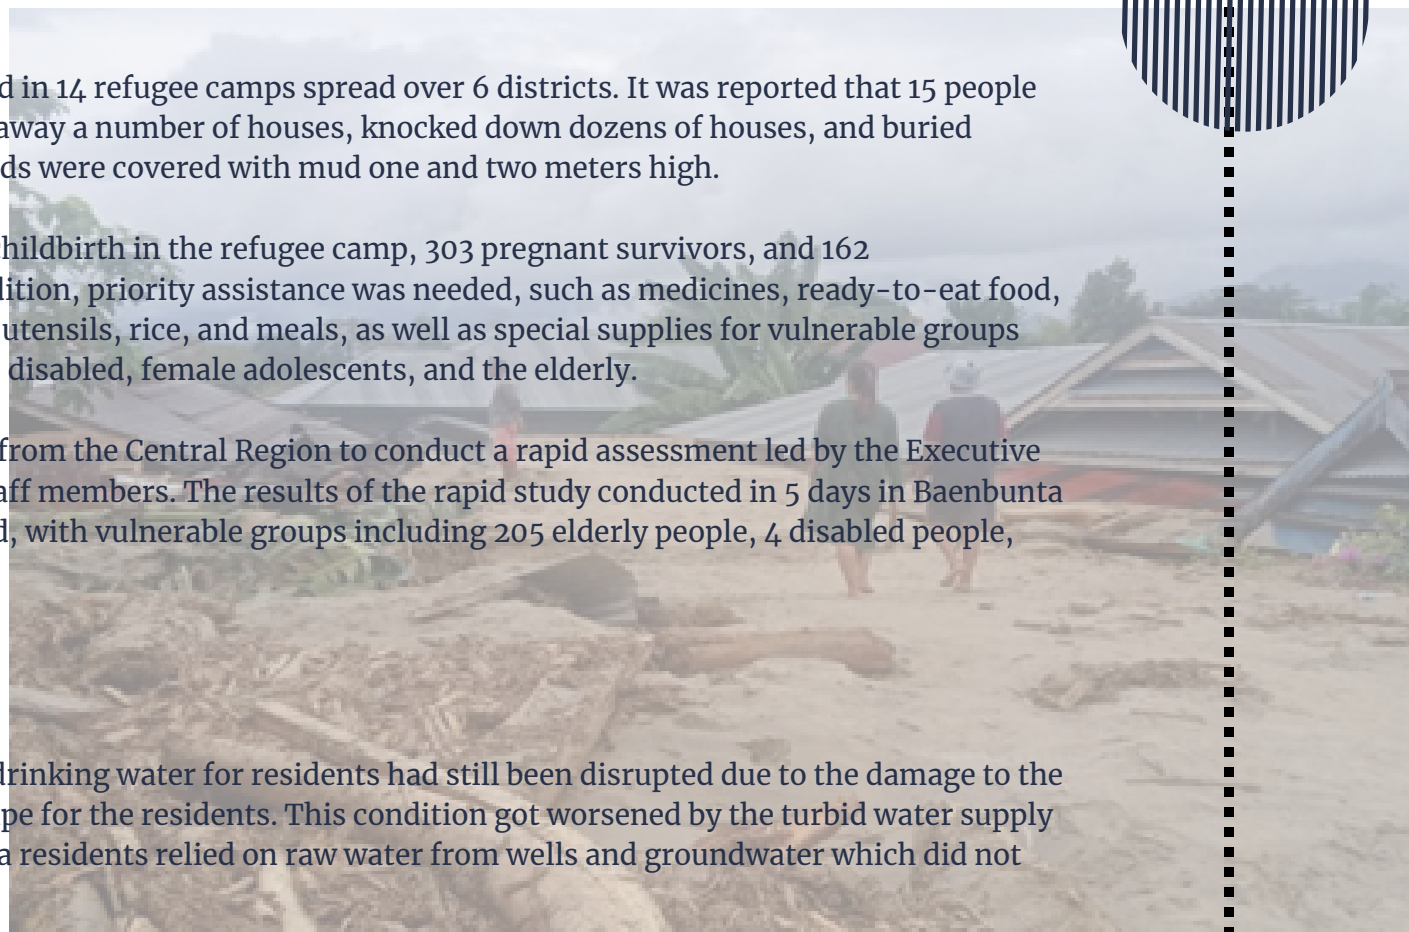 d in 14 refugee camps spread over 6 districts. It was reported that 15 people
away a number of houses, knocked down dozens of houses, and buried
ds were covered with mud one and two meters high.
hildbirth in the refugee camp, 303 pregnant survivors, and 162
lition, priority assistance was needed, such as medicines, ready-to-eat food,
utensils, rice, and meals, as well as special supplies for vulnerable groups
disabled, female adolescents, and the elderly.
from the Central Region to conduct a rapid assessment led by the Executive
aff members. The results of the rapid study conducted in 5 days in Baenbunta
d, with vulnerable groups including 205 elderly people, 4 disabled people,
drinking water for residents had still been disrupted due to the damage to the
pe for the residents. This condition got worsened by the turbid water supply
a residents relied on raw water from wells and groundwater which did not